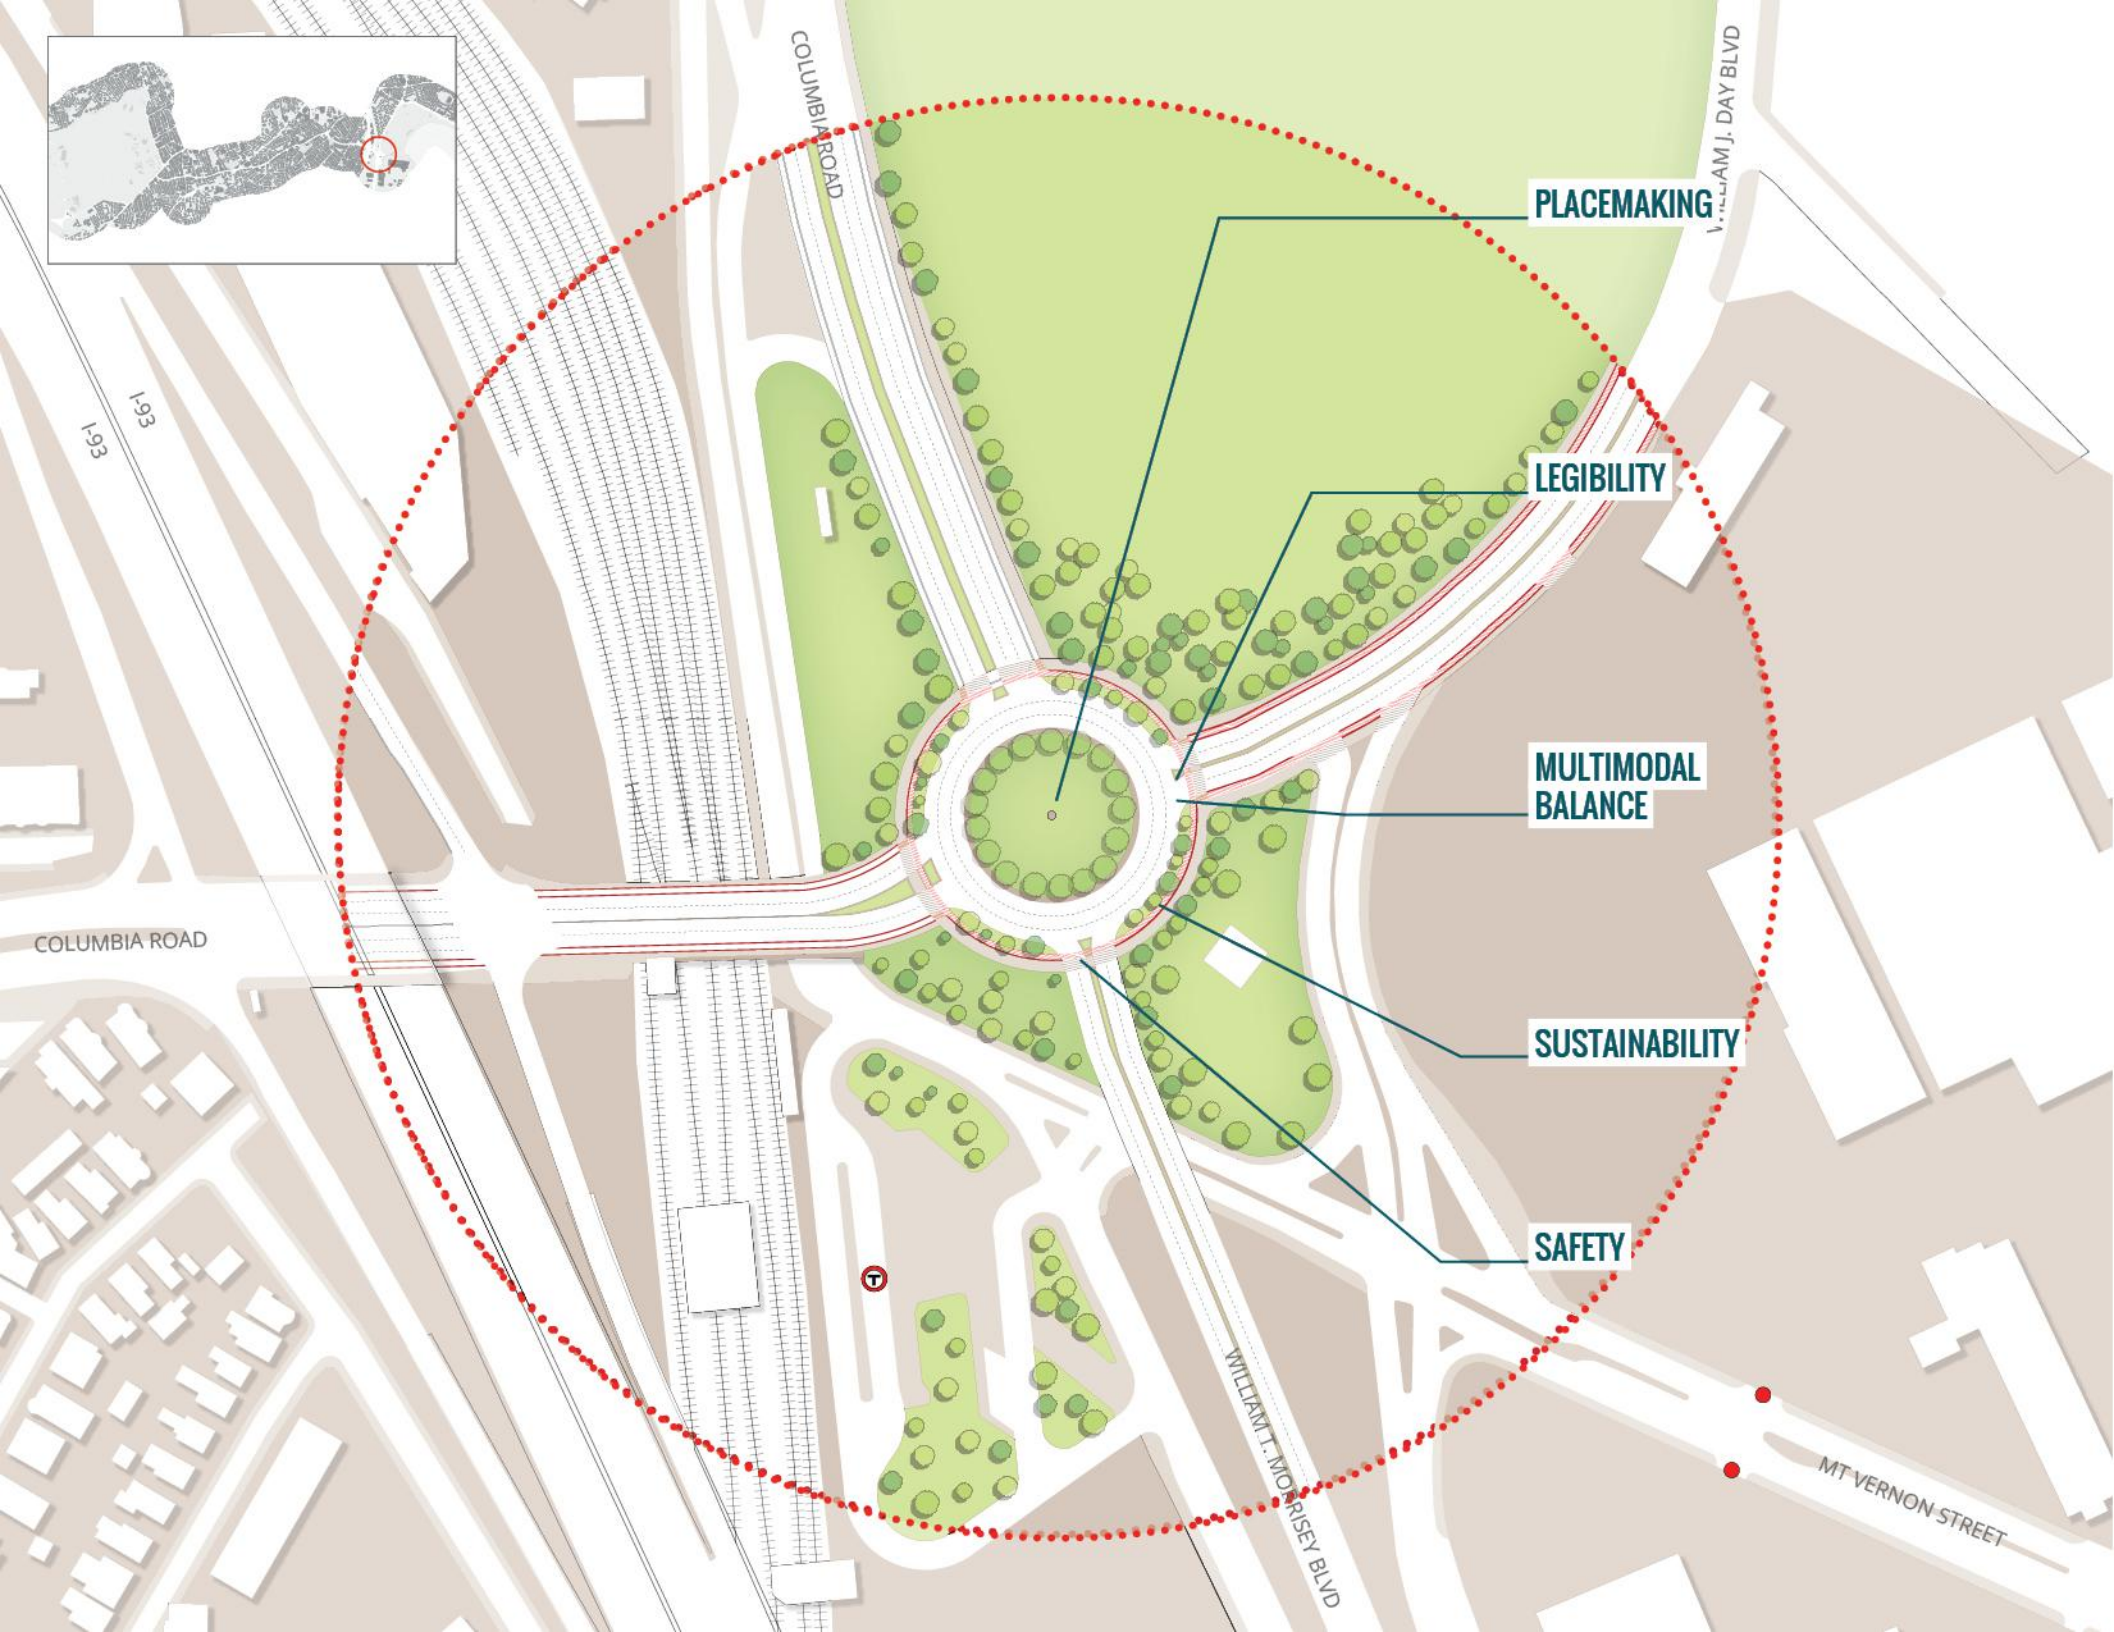 COLUMBIA ROAD
WILLIAM J. DAY BLVD
PLACEMAKING
I-93
I-93
LEGIBILITY
MULTIMODAL
BALANCE
COLUMBIA ROAD
SUSTAINABILITY
SAFETY
T
WILLIAM T. MORRISEY BLVD
MT VERNON STREET